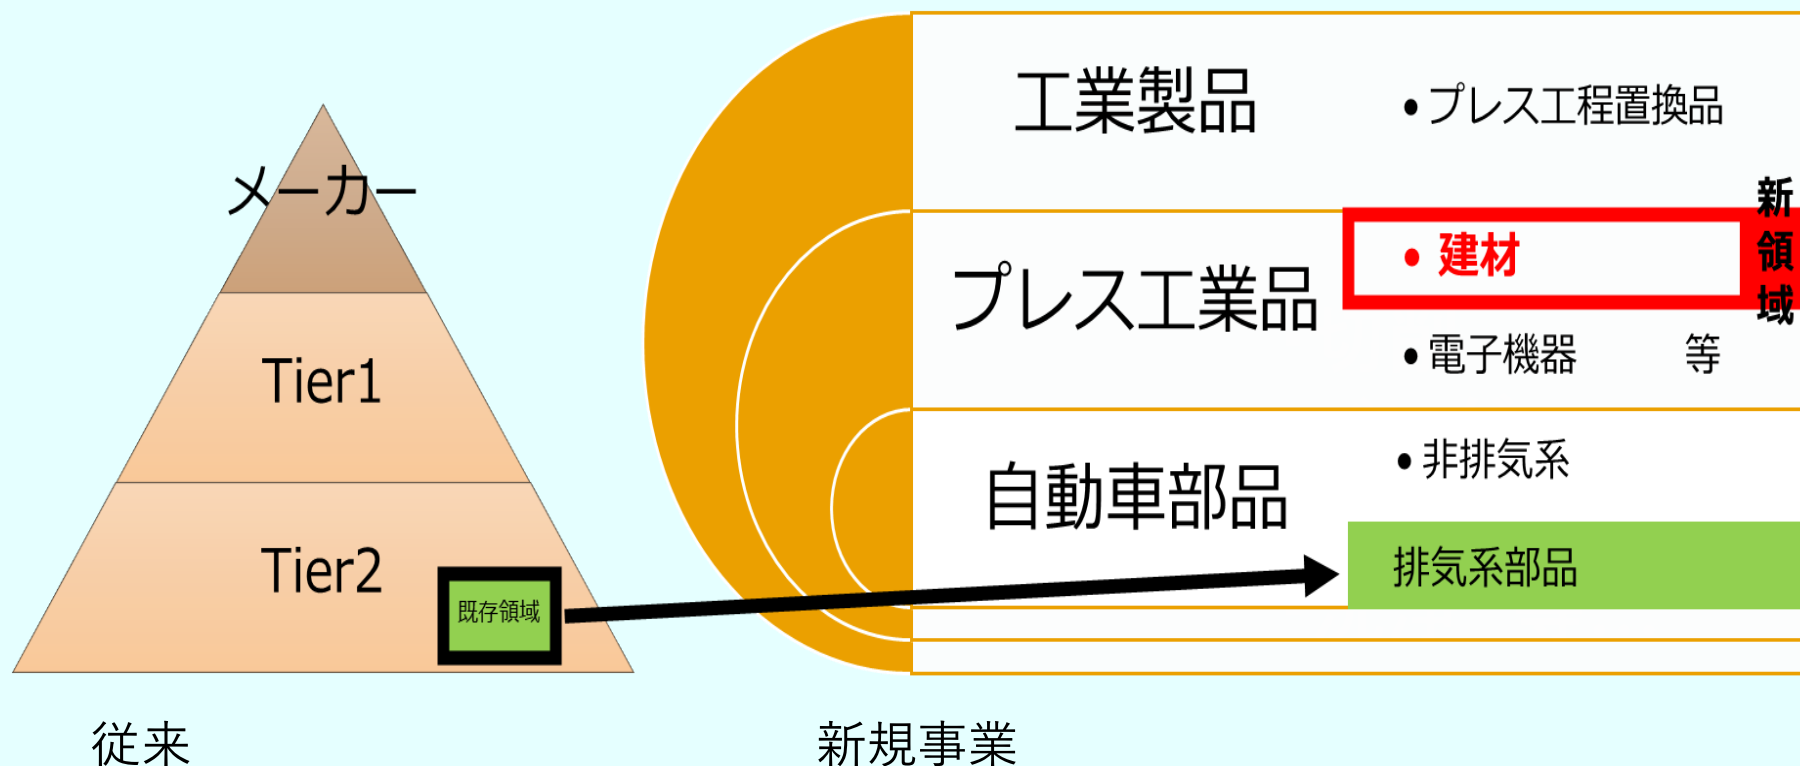 メーカー
Tier1
Tier2
既存領域
従来
工業製品
•プレス工程置換品
プレス工業品
• 建材
新領域
•電子機器 等
自動車部品
•非排気系
排気系部品
新規事業